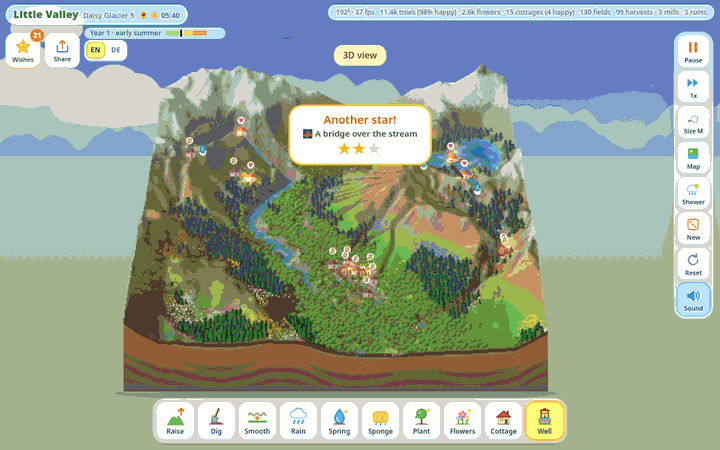 Little Valley Daisy Glacier 5 05:40
192² · 37 fps · 11.4k trees (98% happy) · 2.6k flowers · 15 cottages (4 happy) · 130 fields · 99 harvests · 3 mills · 3 ruins
Year 1 · early summer
21
Wishes
Share
EN
DE
3D view
Another star!
A bridge over the stream
Pause
1x
Size M
Map
Shower
New
Reset
Sound
Raise
Dig
Smooth
Rain
Spring
Sponge
Plant
Flowers
Cottage
Well